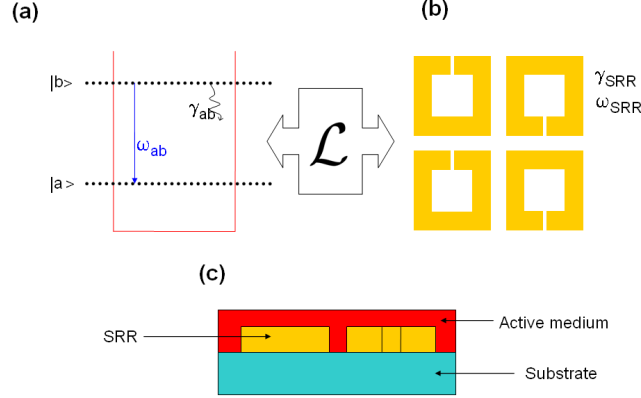 (a)
(b)
|b>
γab
ωab
|a >
ℒ
γSRR
ωSRR
(c)
SRR
Active medium
Substrate